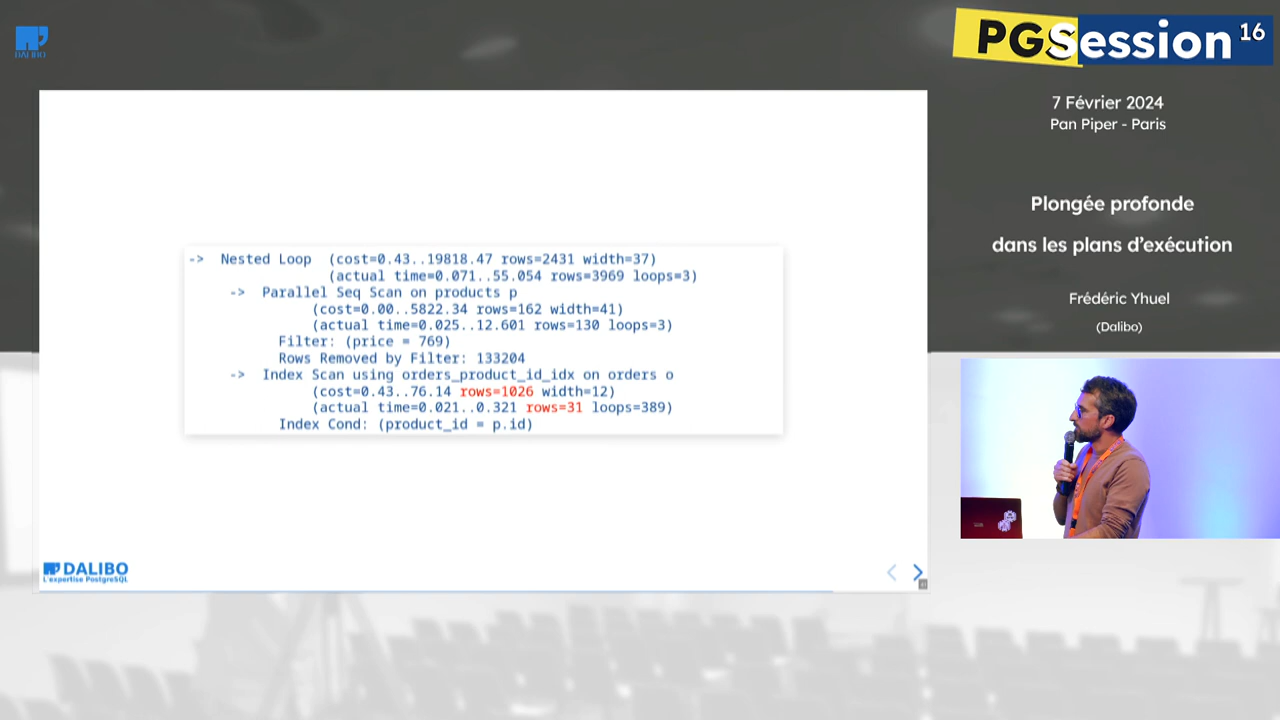 DALIBO
PGSession 16
7 Février 2024
Pan Piper - Paris
Plongée profonde
dans les plans d'exécution
Frédéric Yhuel
(Dalibo)
->  Nested Loop  (cost=0.43..19818.47 rows=2431 width=37)
(actual time=0.071..55.054 rows=3969 loops=3)
->  Parallel Seq Scan on products p
(cost=0.00..5822.34 rows=162 width=41)
(actual time=0.025..12.601 rows=130 loops=3)
Filter: (price = 769)
Rows Removed by Filter: 133204
->  Index Scan using orders_product_id_idx on orders o
(cost=0.43..76.14 rows=1026 width=12)
(actual time=0.021..0.321 rows=31 loops=389)
Index Cond: (product_id = p.id)
DALIBO
L'expertise PostgreSQL